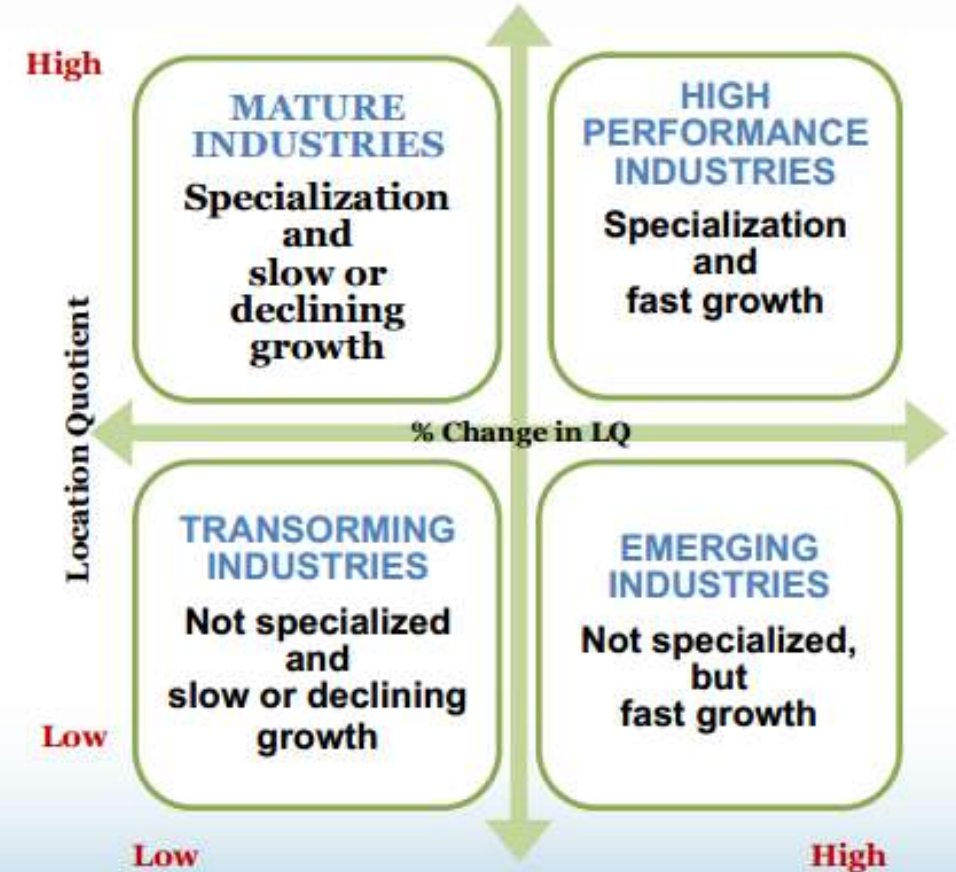 High
MATURE
INDUSTRIES
Specialization
and
slow or
declining
growth
HIGH
PERFORMANCE
INDUSTRIES
Specialization
and
fast growth
Location Quotient
% Change in LQ
TRANSORMING
INDUSTRIES
Not specialized
and
slow or declining
growth
EMERGING
INDUSTRIES
Not specialized,
but
fast growth
Low
Low
High